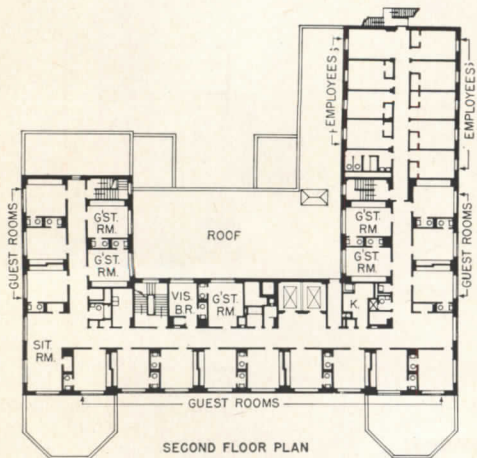 EMPLOYEES
EMPLOYEES
GUEST ROOMS
G'ST.
RM.
G'ST.
RM.
ROOF
G'ST.
RM.
G'ST.
RM.
GUEST ROOMS
VIS.
B.R.
G'ST.
RM
K.
SIT.
RM.
GUEST ROOMS
SECOND FLOOR PLAN